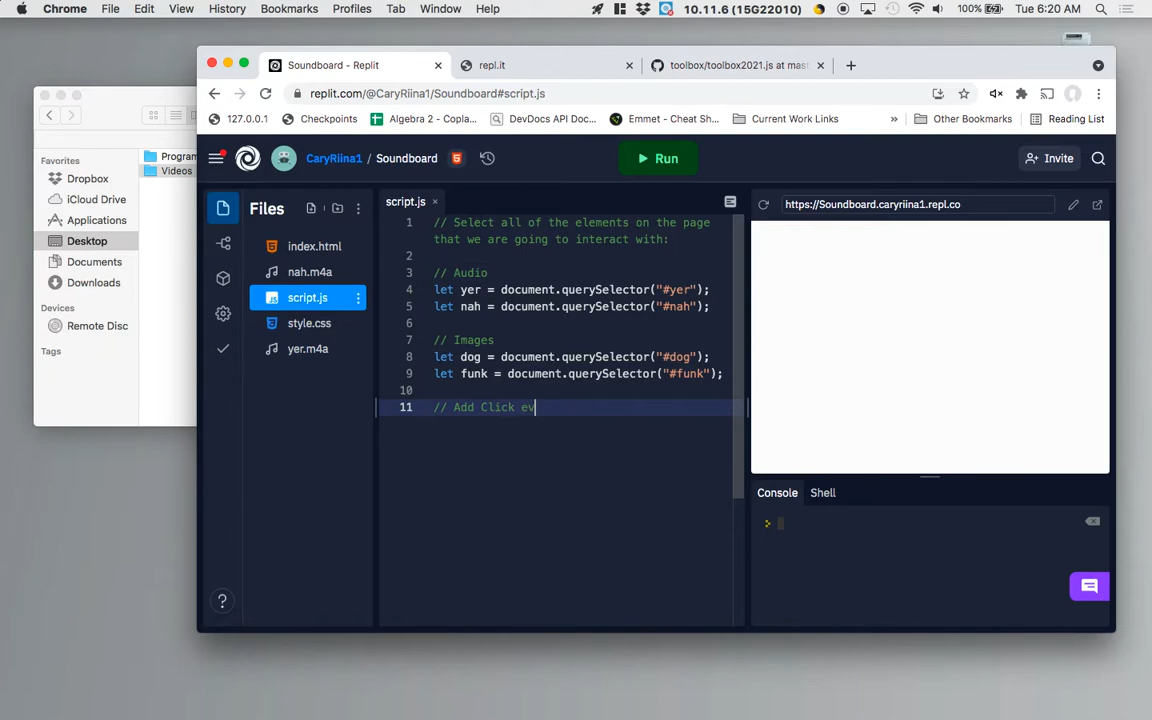 Chrome File Edit View History Bookmarks Profiles Tab Window Help 10.11.6 (15G22010) 100% Tue 6:20 AM
Soundboard - Replit × repl.it × toolbox/toolbox2021.js at mast × +
replit.com/@CaryRiina1/Soundboard#script.js
127.0.0.1 Checkpoints Algebra 2 - Copla... DevDocs API Doc... Emmet - Cheat Sh... Current Work Links » Other Bookmarks Reading List
CaryRiina1 / Soundboard Run Invite
Favorites
Dropbox
iCloud Drive
Applications
Desktop
Documents
Downloads
Devices
Remote Disc
Tags
Program
Videos
Files
index.html
nah.m4a
script.js
style.css
yer.m4a
?
script.js ×
1 // Select all of the elements on the page
that we are going to interact with:
2
3 // Audio
4 let yer = document.querySelector("#yer");
5 let nah = document.querySelector("#nah");
6
7 // Images
8 let dog = document.querySelector("#dog");
9 let funk = document.querySelector("#funk");
10
11 // Add Click ev
https://Soundboard.caryriina1.repl.co
Console Shell
>